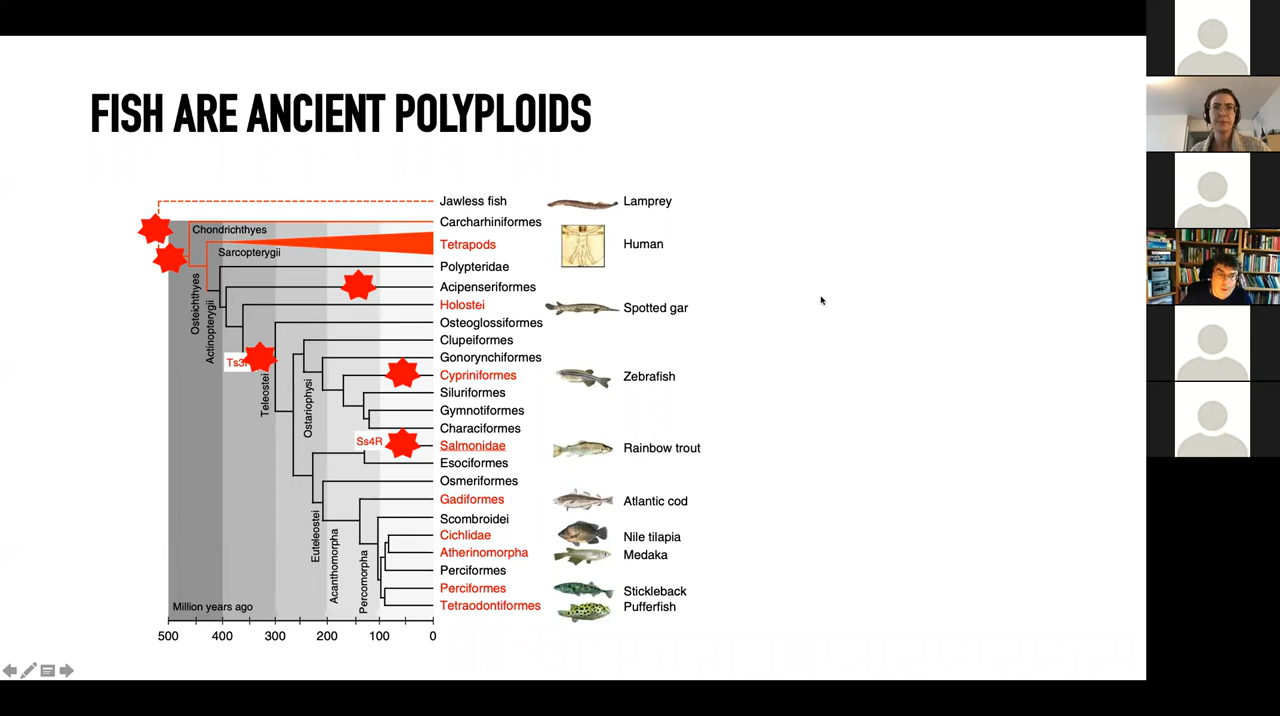 FISH ARE ANCIENT POLYPLOIDS
Jawless fish
Lamprey
Carcharhiniformes
Chondrichthyes
Tetrapods
Human
Sarcopterygii
Polypteridae
Acipenseriformes
Osteichthyes
Actinopterygii
Holostei
Spotted gar
Osteoglossiformes
Clupeiformes
Gonorynchiformes
Teleostei
Ostariophysi
Cypriniformes
Zebrafish
Siluriformes
Gymnotiformes
Characiformes
Ss4R
Salmonidae
Rainbow trout
Esociformes
Osmeriformes
Gadiformes
Atlantic cod
Euteleostei
Acanthomorpha
Percomorpha
Scombroidei
Cichlidae
Nile tilapia
Atherinomorpha
Medaka
Perciformes
Perciformes
Stickleback
Tetraodontiformes
Pufferfish
Million years ago
500 400 300 200 100 0